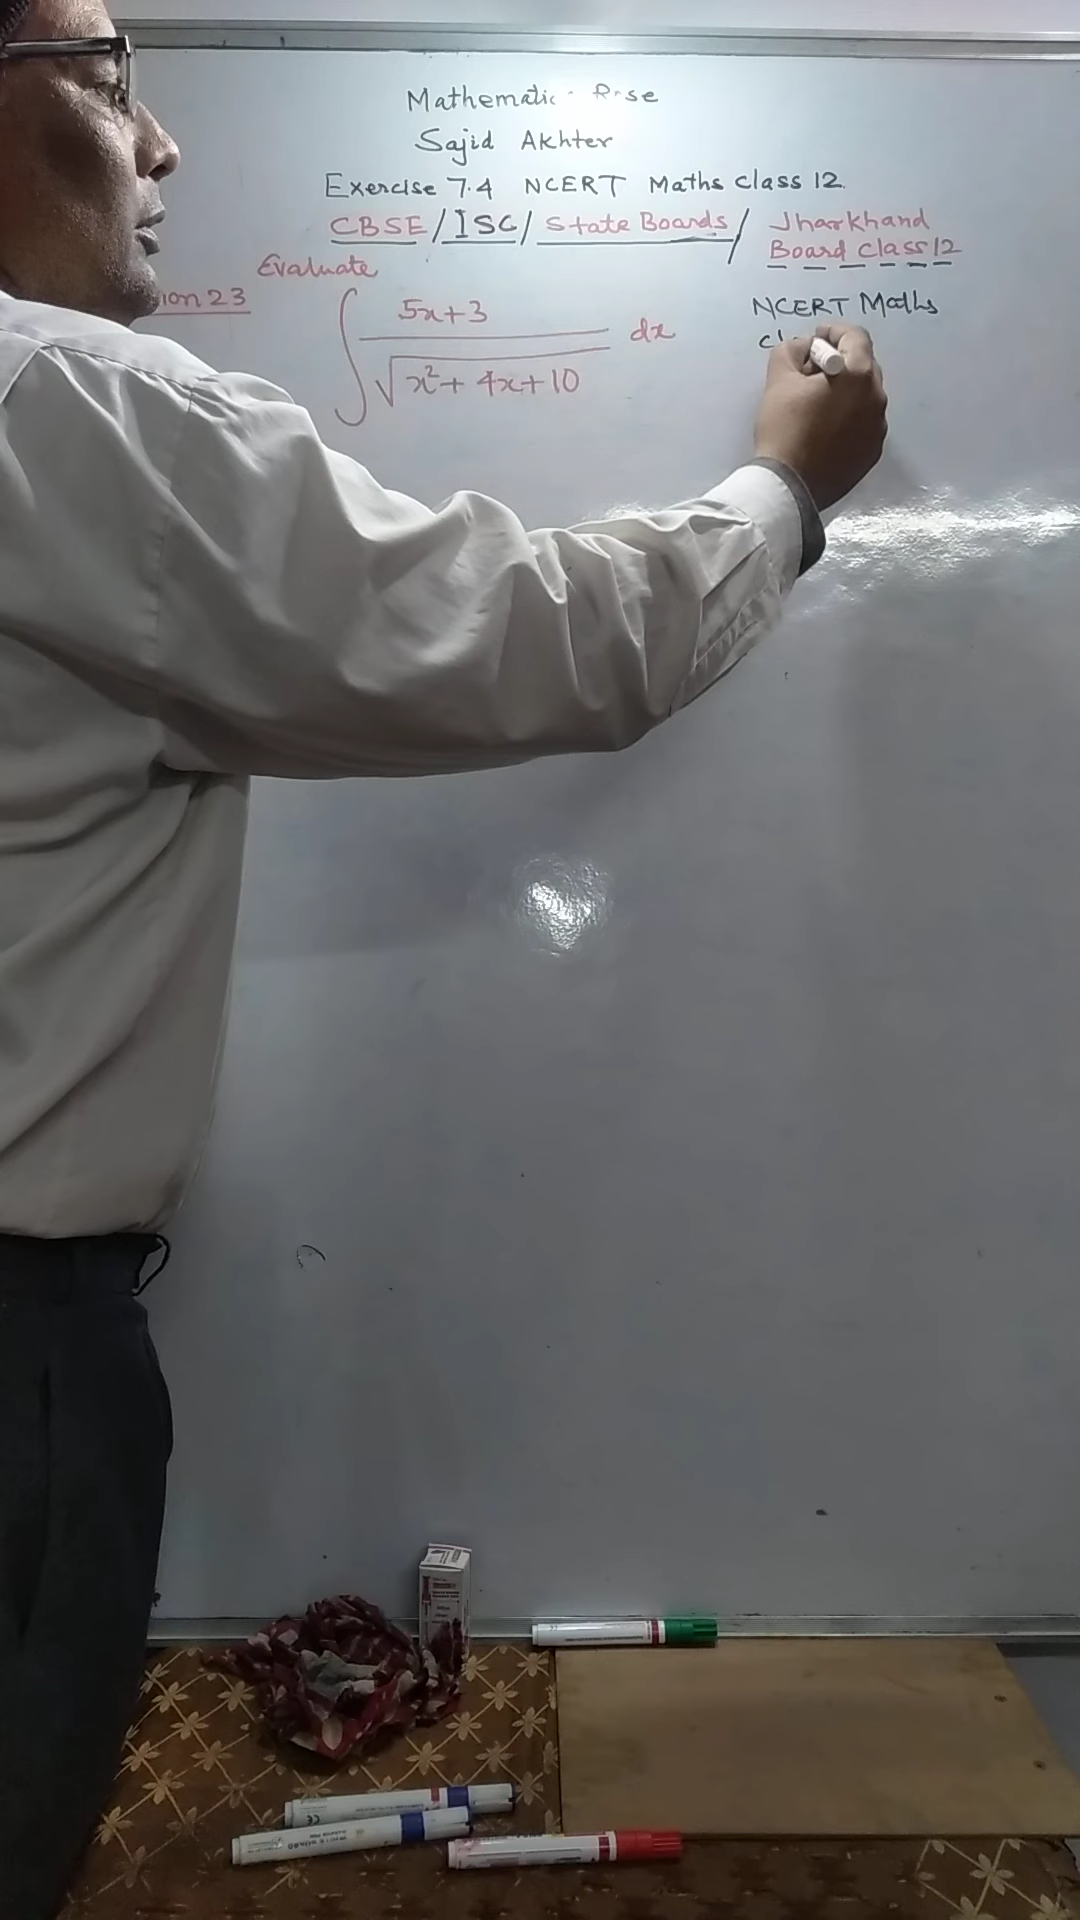 Mathematic Rose
Sajid Akhter
Exercise 7.4 NCERT Maths Class 12.
CBSE / ISC / State Boards / Jharkhand
Board Class 12
Evaluate
ion 23
∫ 5x+3 / √(x²+4x+10) dx
NCERT Maths